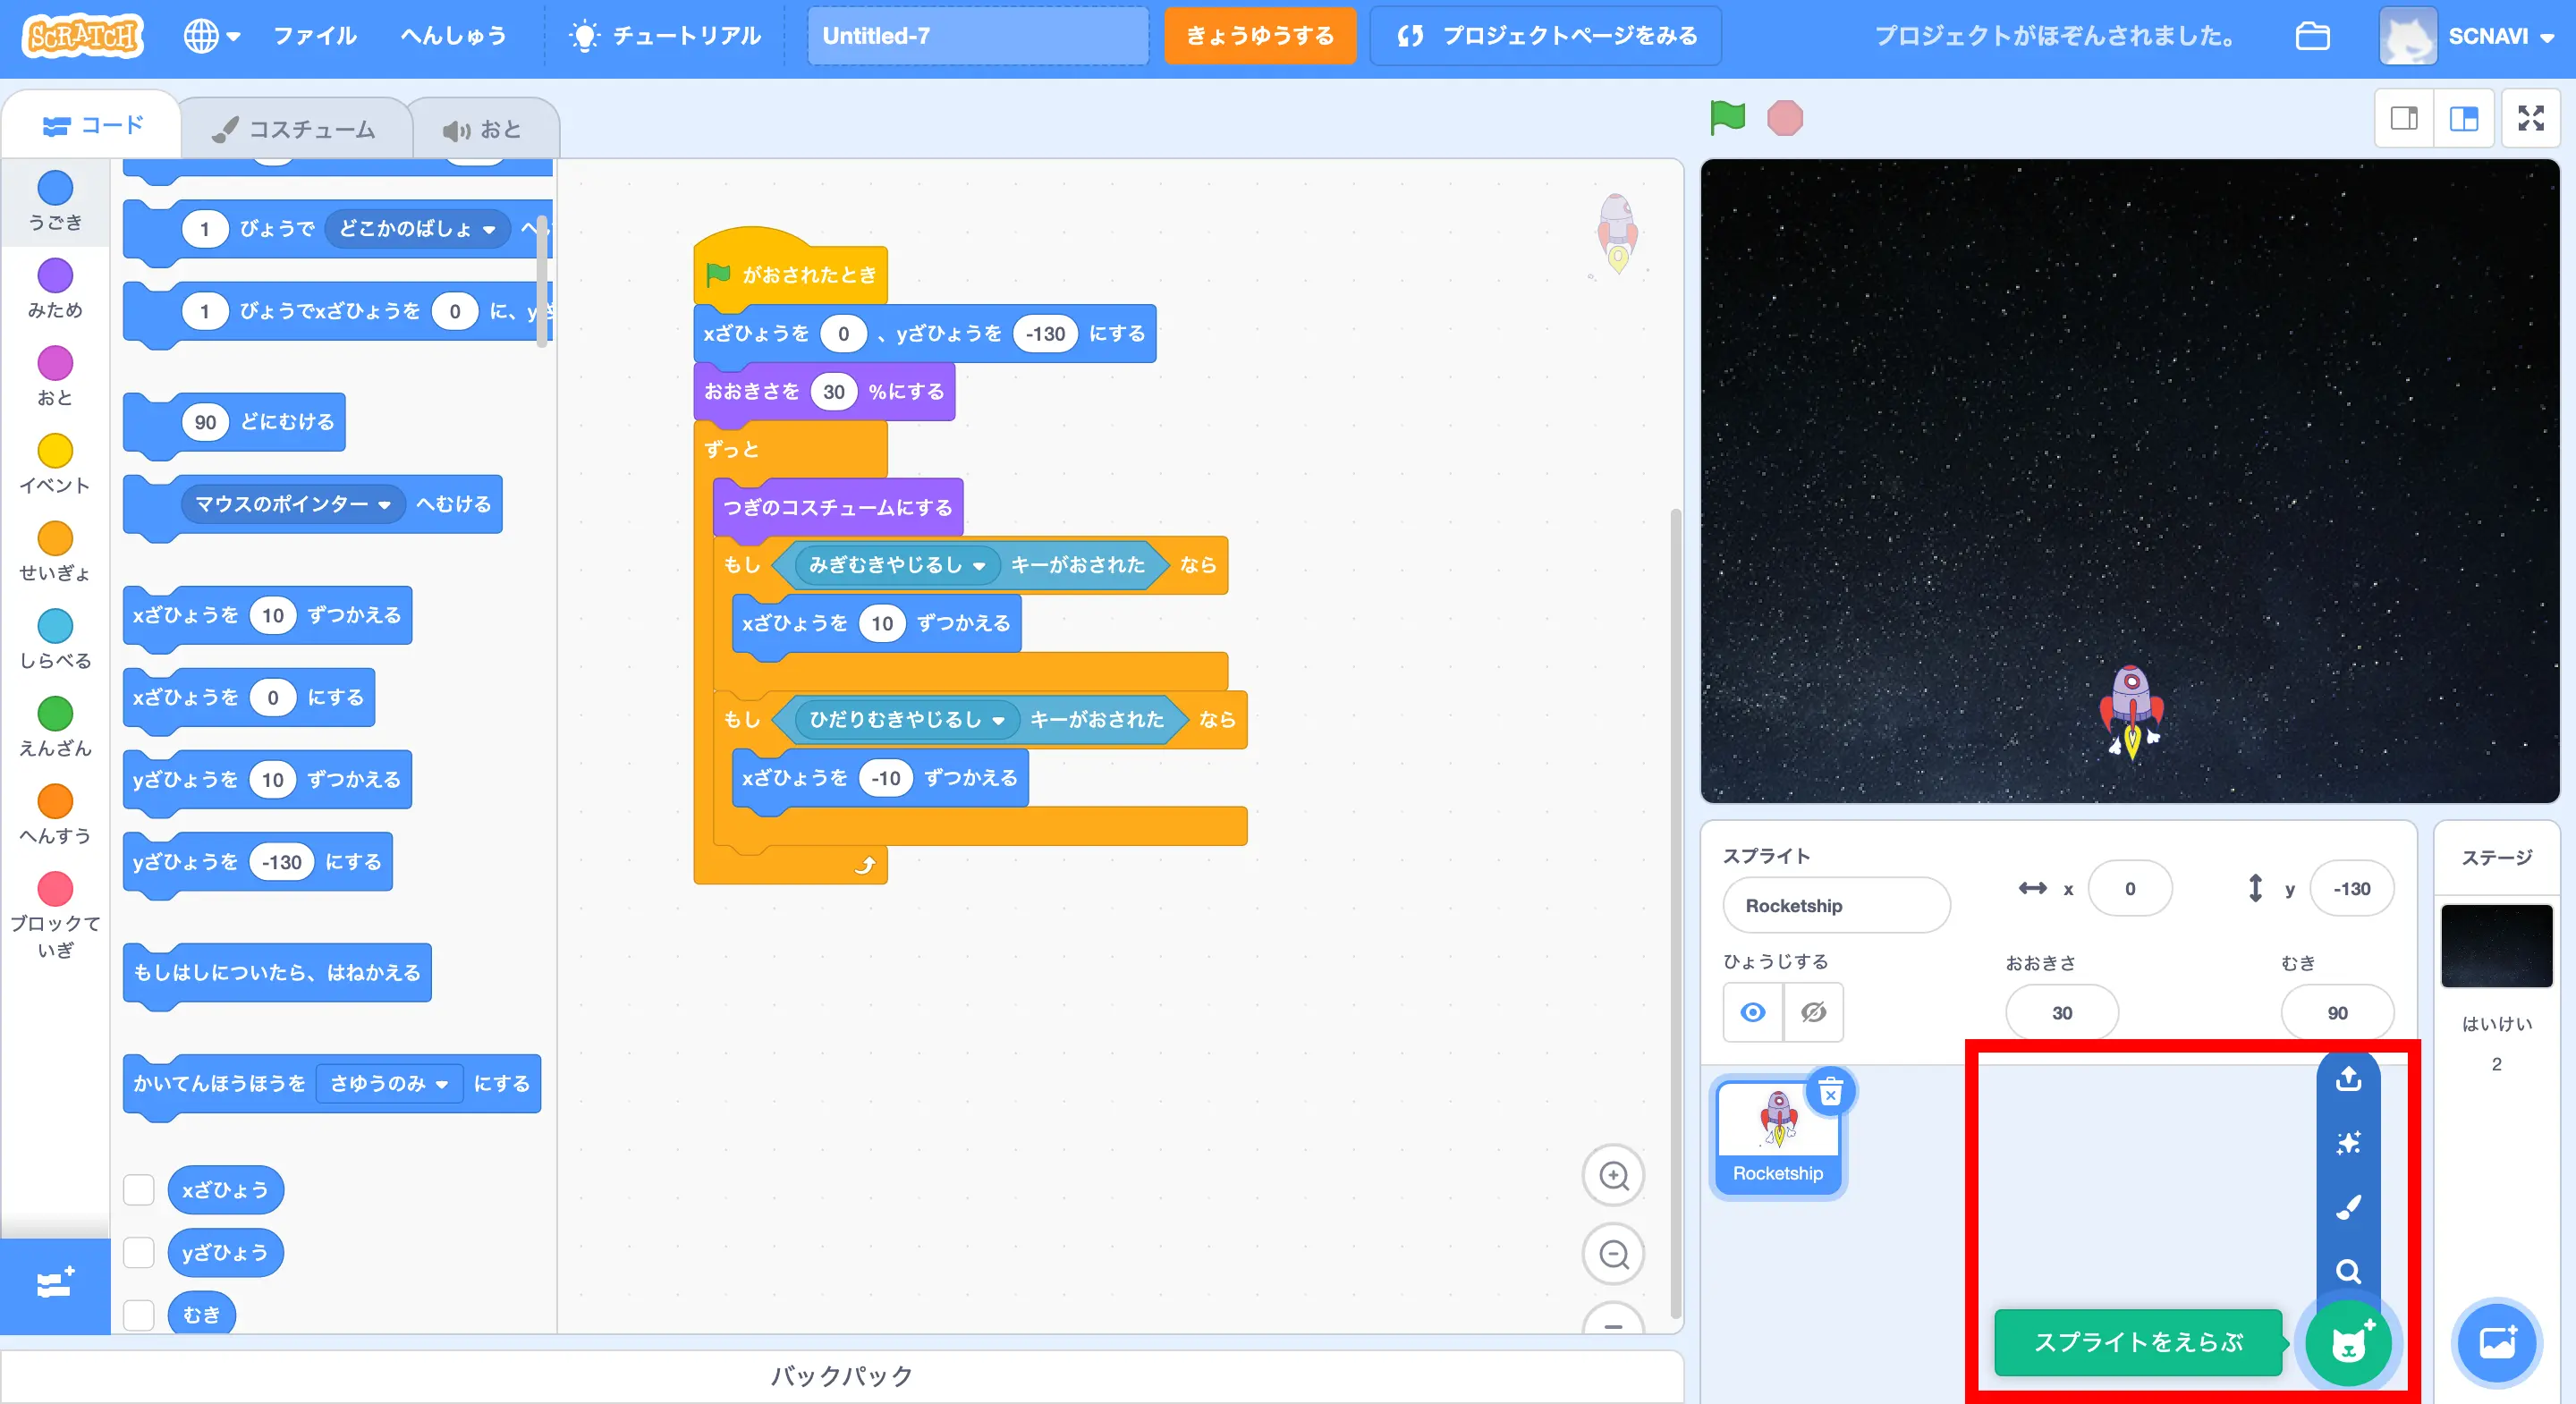 SCRATCH
ファイル
へんしゅう
チュートリアル
Untitled-7
きょうゆうする
プロジェクトページをみる
プロジェクトがほぞんされました。
SCNAVI
コード
コスチューム
おと
うごき
みため
おと
イベント
せいぎょ
しらべる
えんざん
へんすう
ブロックて
いぎ
1 びょうで どこかのばしょ
1 びょうでxざひょうを 0 に、
90 どにむける
マウスのポインター へむける
xざひょうを 10 ずつかえる
xざひょうを 0 にする
yざひょうを 10 ずつかえる
yざひょうを -130 にする
もしはしについたら、はねかえる
かいてんほうほうを さゆうのみ にする
xざひょう
yざひょう
むき
がおされたとき
xざひょうを 0 、yざひょうを -130 にする
おおきさを 30 %にする
ずっと
つぎのコスチュームにする
もし みぎむきやじるし キーがおされた なら
xざひょうを 10 ずつかえる
もし ひだりむきやじるし キーがおされた なら
xざひょうを -10 ずつかえる
バックパック
スプライト
Rocketship
x 0
y -130
ひょうじする
おおきさ
30
むき
90
Rocketship
スプライトをえらぶ
ステージ
はいけい
2